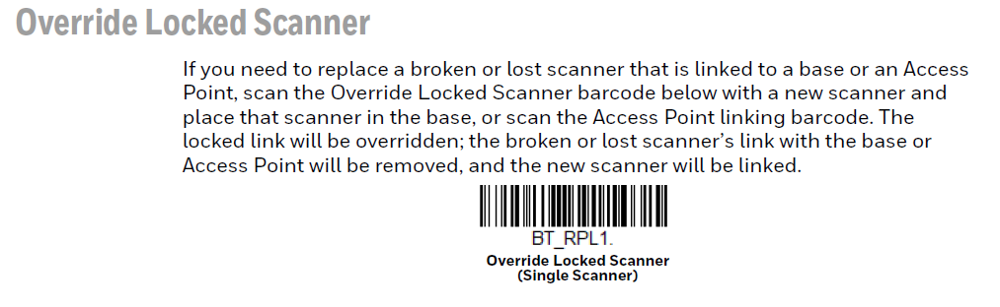 Override Locked Scanner
If you need to replace a broken or lost scanner that is linked to a base or an Access
Point, scan the Override Locked Scanner barcode below with a new scanner and
place that scanner in the base, or scan the Access Point linking barcode. The
locked link will be overridden; the broken or lost scanner’s link with the base or
Access Point will be removed, and the new scanner will be linked.
BT_RPL1.
Override Locked Scanner
(Single Scanner)